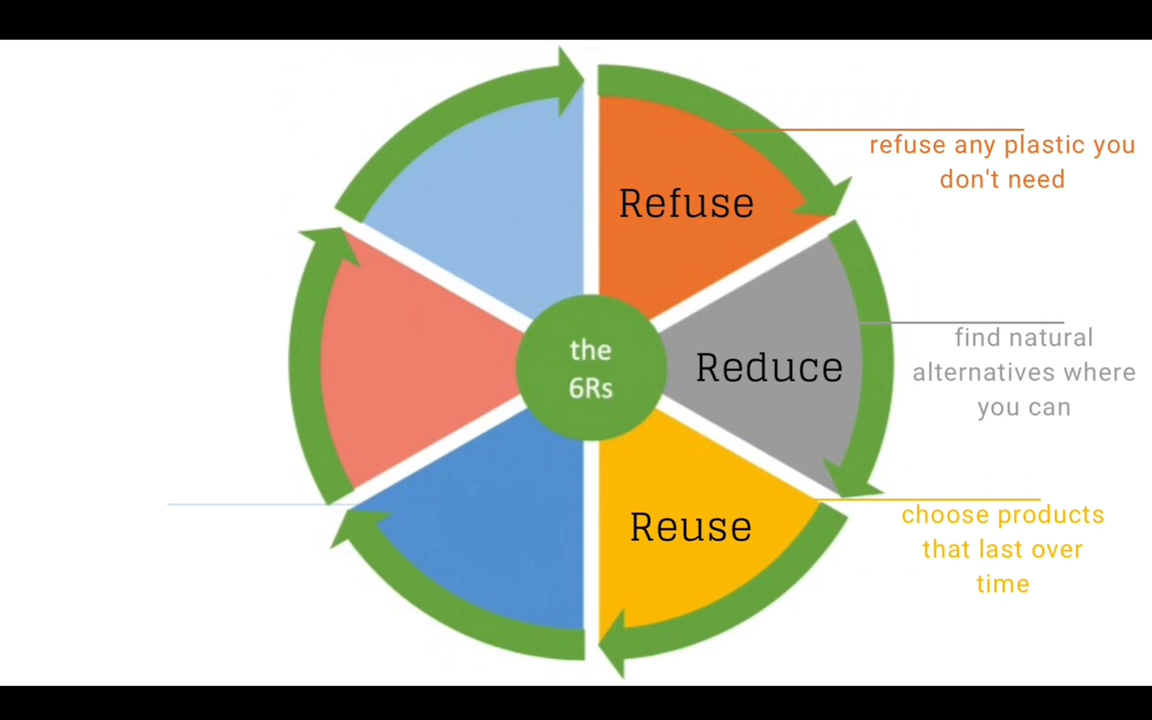 Refuse
refuse any plastic you
don't need
the
6Rs
Reduce
find natural
alternatives where
you can
Reuse
choose products
that last over
time